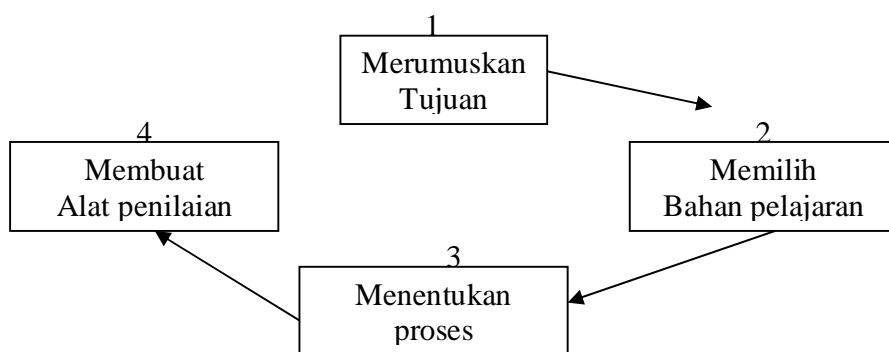 1
Merumuskan
Tujuan
2
Memilih
Bahan pelajaran
3
Menentukan
proses
4
Membuat
Alat penilaian